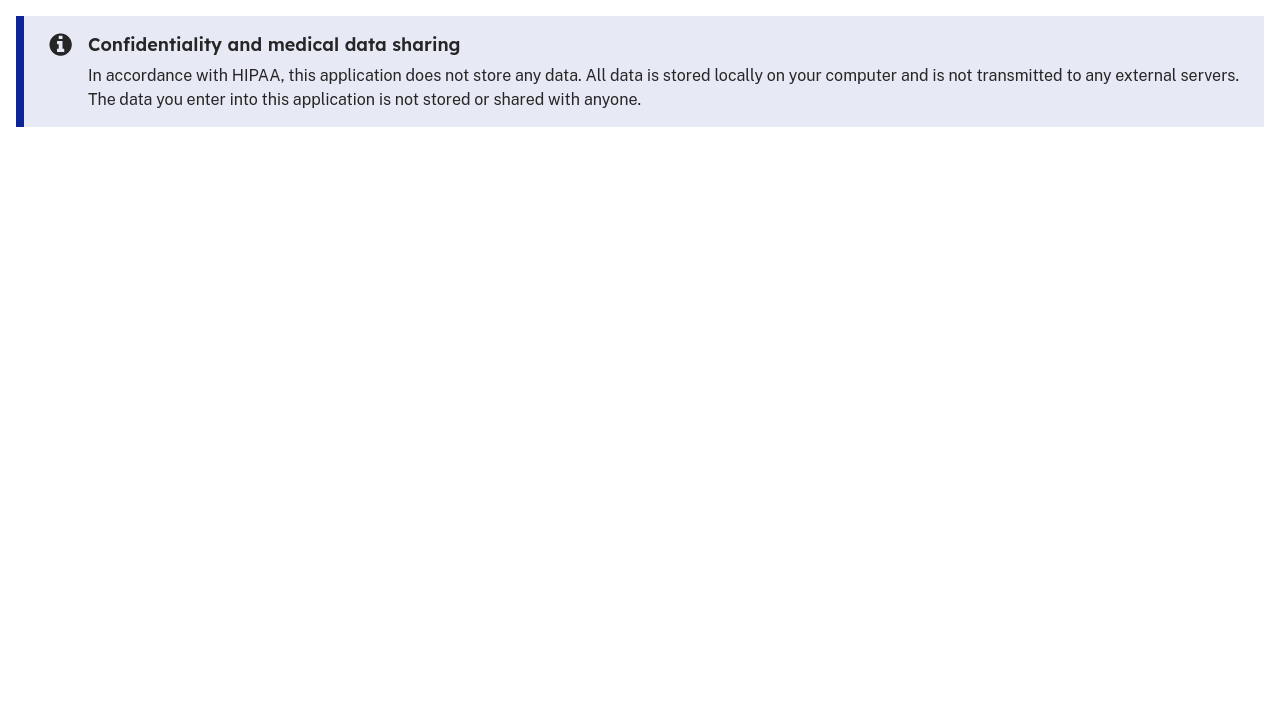 Confidentiality and medical data sharing
In accordance with HIPAA, this application does not store any data. All data is stored locally on your computer and is not transmitted to any external servers.
The data you enter into this application is not stored or shared with anyone.